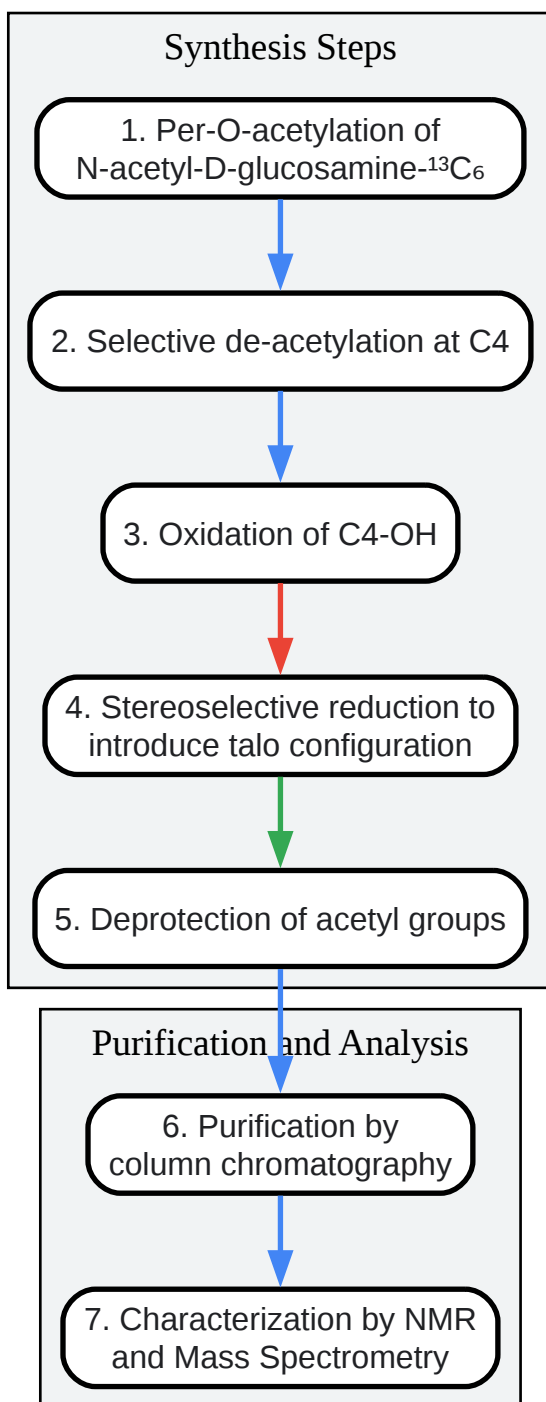 Synthesis Steps
1. Per-O-acetylation of
N-acetyl-D-glucosamine-¹³C₆
2. Selective de-acetylation at C4
3. Oxidation of C4-OH
4. Stereoselective reduction to
introduce talo configuration
5. Deprotection of acetyl groups
Purification and Analysis
6. Purification by
column chromatography
7. Characterization by NMR
and Mass Spectrometry